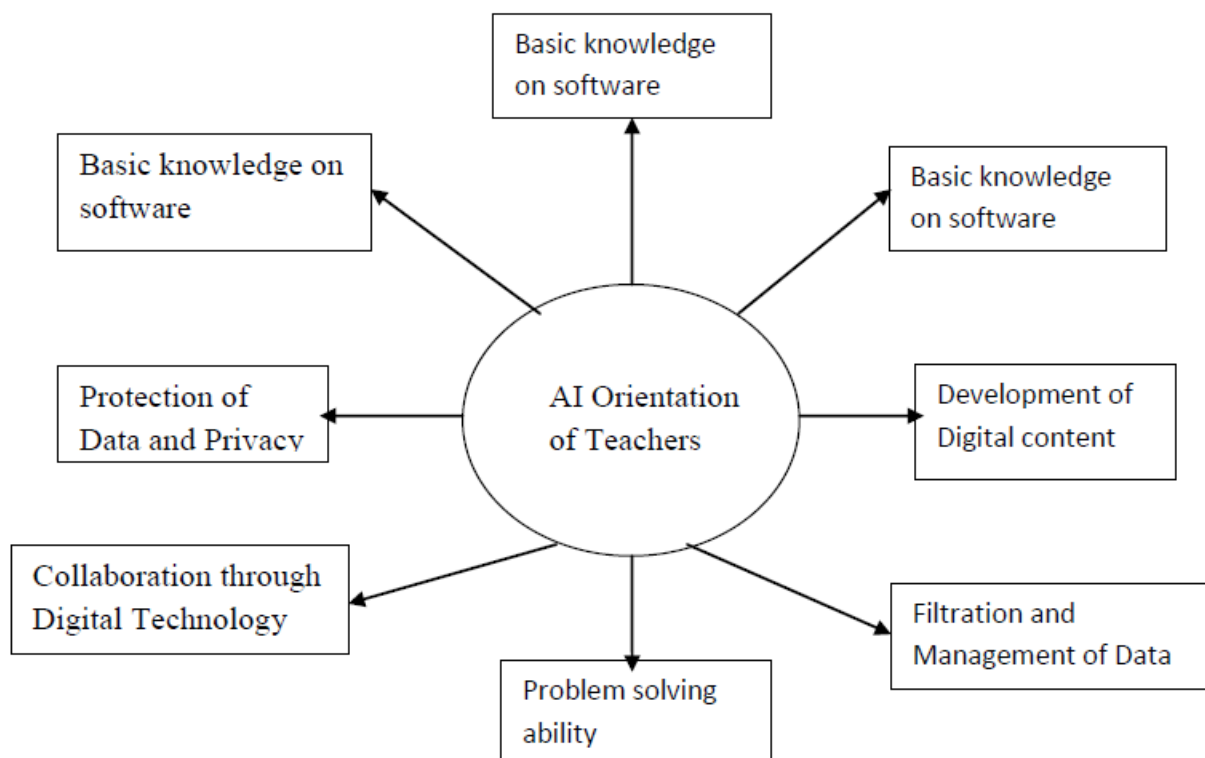 Basic knowledge
on software
Basic knowledge on
software
Basic knowledge
on software
Protection of
Data and Privacy
AI Orientation
of Teachers
Development of
Digital content
Collaboration through
Digital Technology
Filtration and
Management of Data
Problem solving
ability